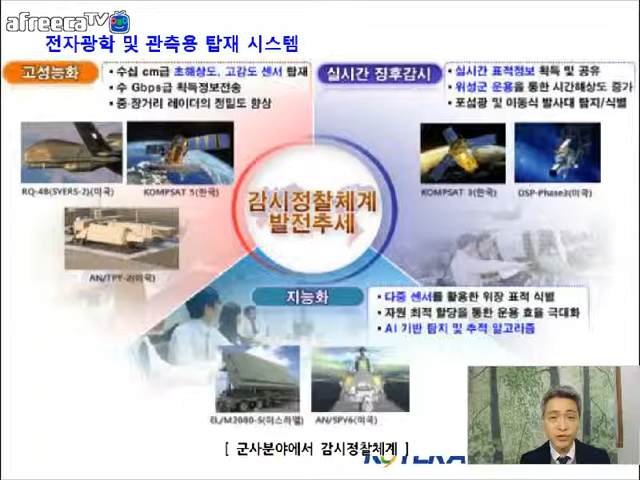 afreecaTV
전자광학 및 관측용 탑재 시스템
고성능화
• 수십 cm급 초해상도, 고감도 센서 탑재
• 수 Gbps급 획득정보전송
• 중·장거리 레이더의 정밀도 향상
실시간 징후감시
• 실시간 표적정보 획득 및 공유
• 위성군 운용을 통한 시간해상도 증가
• 포섬광 및 이동식 발사대 탐지/식별
RQ-4B(SYERS-2)(미국)
KOMPSAT 5(한국)
KOMPSAT 3(한국)
DSP-Phase3(미국)
감시정찰체계
발전추세
AN/TPY-2(미국)
지능화
• 다중 센서를 활용한 위장 표적 식별
• 자원 최적 할당을 통한 운용 효율 극대화
• AI 기반 탐지 및 추적 알고리즘
EL/M2080-S(이스라엘)
AN/SPY6(미국)
[ 군사분야에서 감시정찰체계 ]